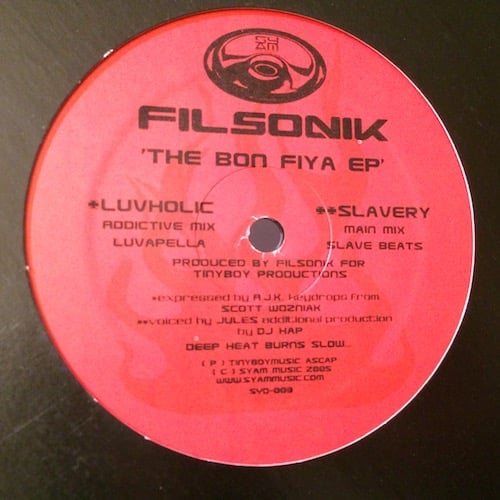 SYAM
FILSONIK
'THE BON FIYA EP'
*LUVHOLIC
ADDICTIVE MIX
LUVAPELLA
**SLAVERY
MAIN MIX
SLAVE BEATS
PRODUCED BY FILSONIK FOR
TINYBOY PRODUCTIONS
*expressed by A.J.K. keydrops from
SCOTT WOZNIAK
**voiced by JULES additional production
by DJ KAP
DEEP HEAT BURNS SLOW...
( P ) TINYBOYMUSIC ASCAP
( C ) SYAM MUSIC 2005
WWW.SYAMMUSIC.COM
SYO-003